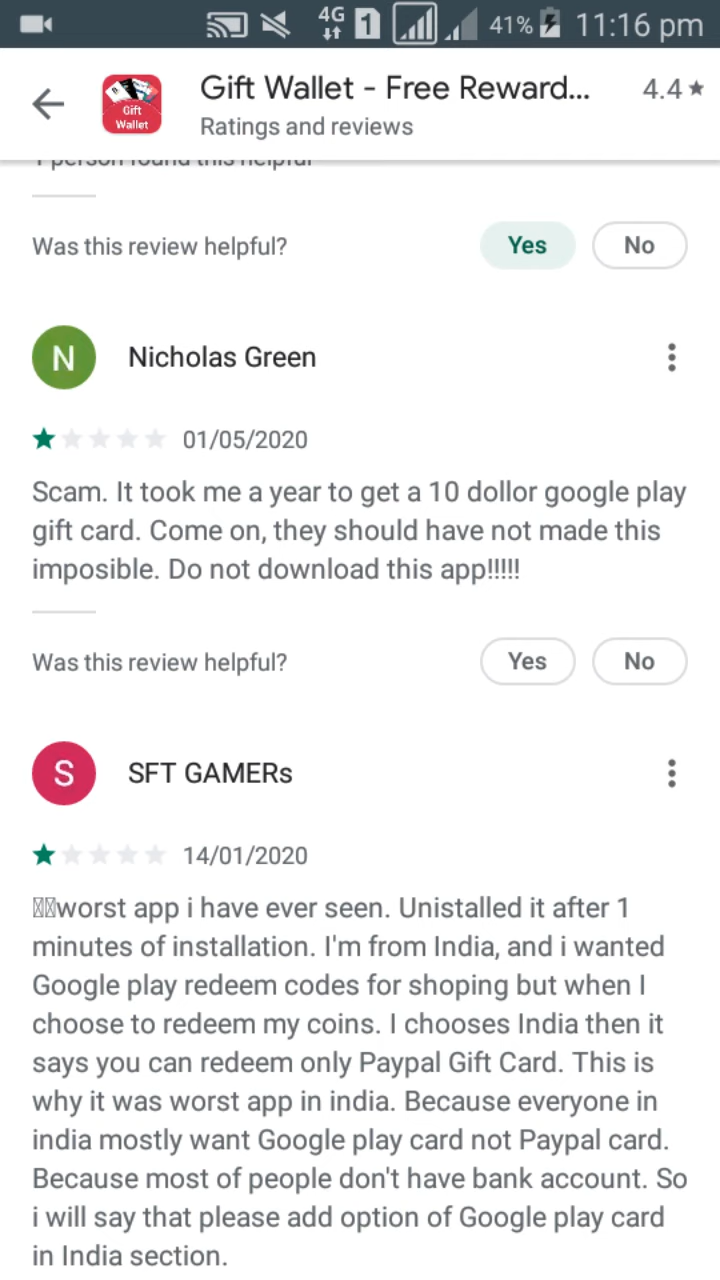 4G 1 41% 11:16 pm
Gift Wallet - Free Reward... 4.4★
Gift
Wallet
Ratings and reviews
1 person found this helpful
Was this review helpful? Yes No
N Nicholas Green
01/05/2020
Scam. It took me a year to get a 10 dollor google play
gift card. Come on, they should have not made this
imposible. Do not download this app!!!!!
Was this review helpful? Yes No
S SFT GAMERs
14/01/2020
worst app i have ever seen. Unistalled it after 1
minutes of installation. I'm from India, and i wanted
Google play redeem codes for shoping but when I
choose to redeem my coins. I chooses India then it
says you can redeem only Paypal Gift Card. This is
why it was worst app in india. Because everyone in
india mostly want Google play card not Paypal card.
Because most of people don't have bank account. So
i will say that please add option of Google play card
in India section.